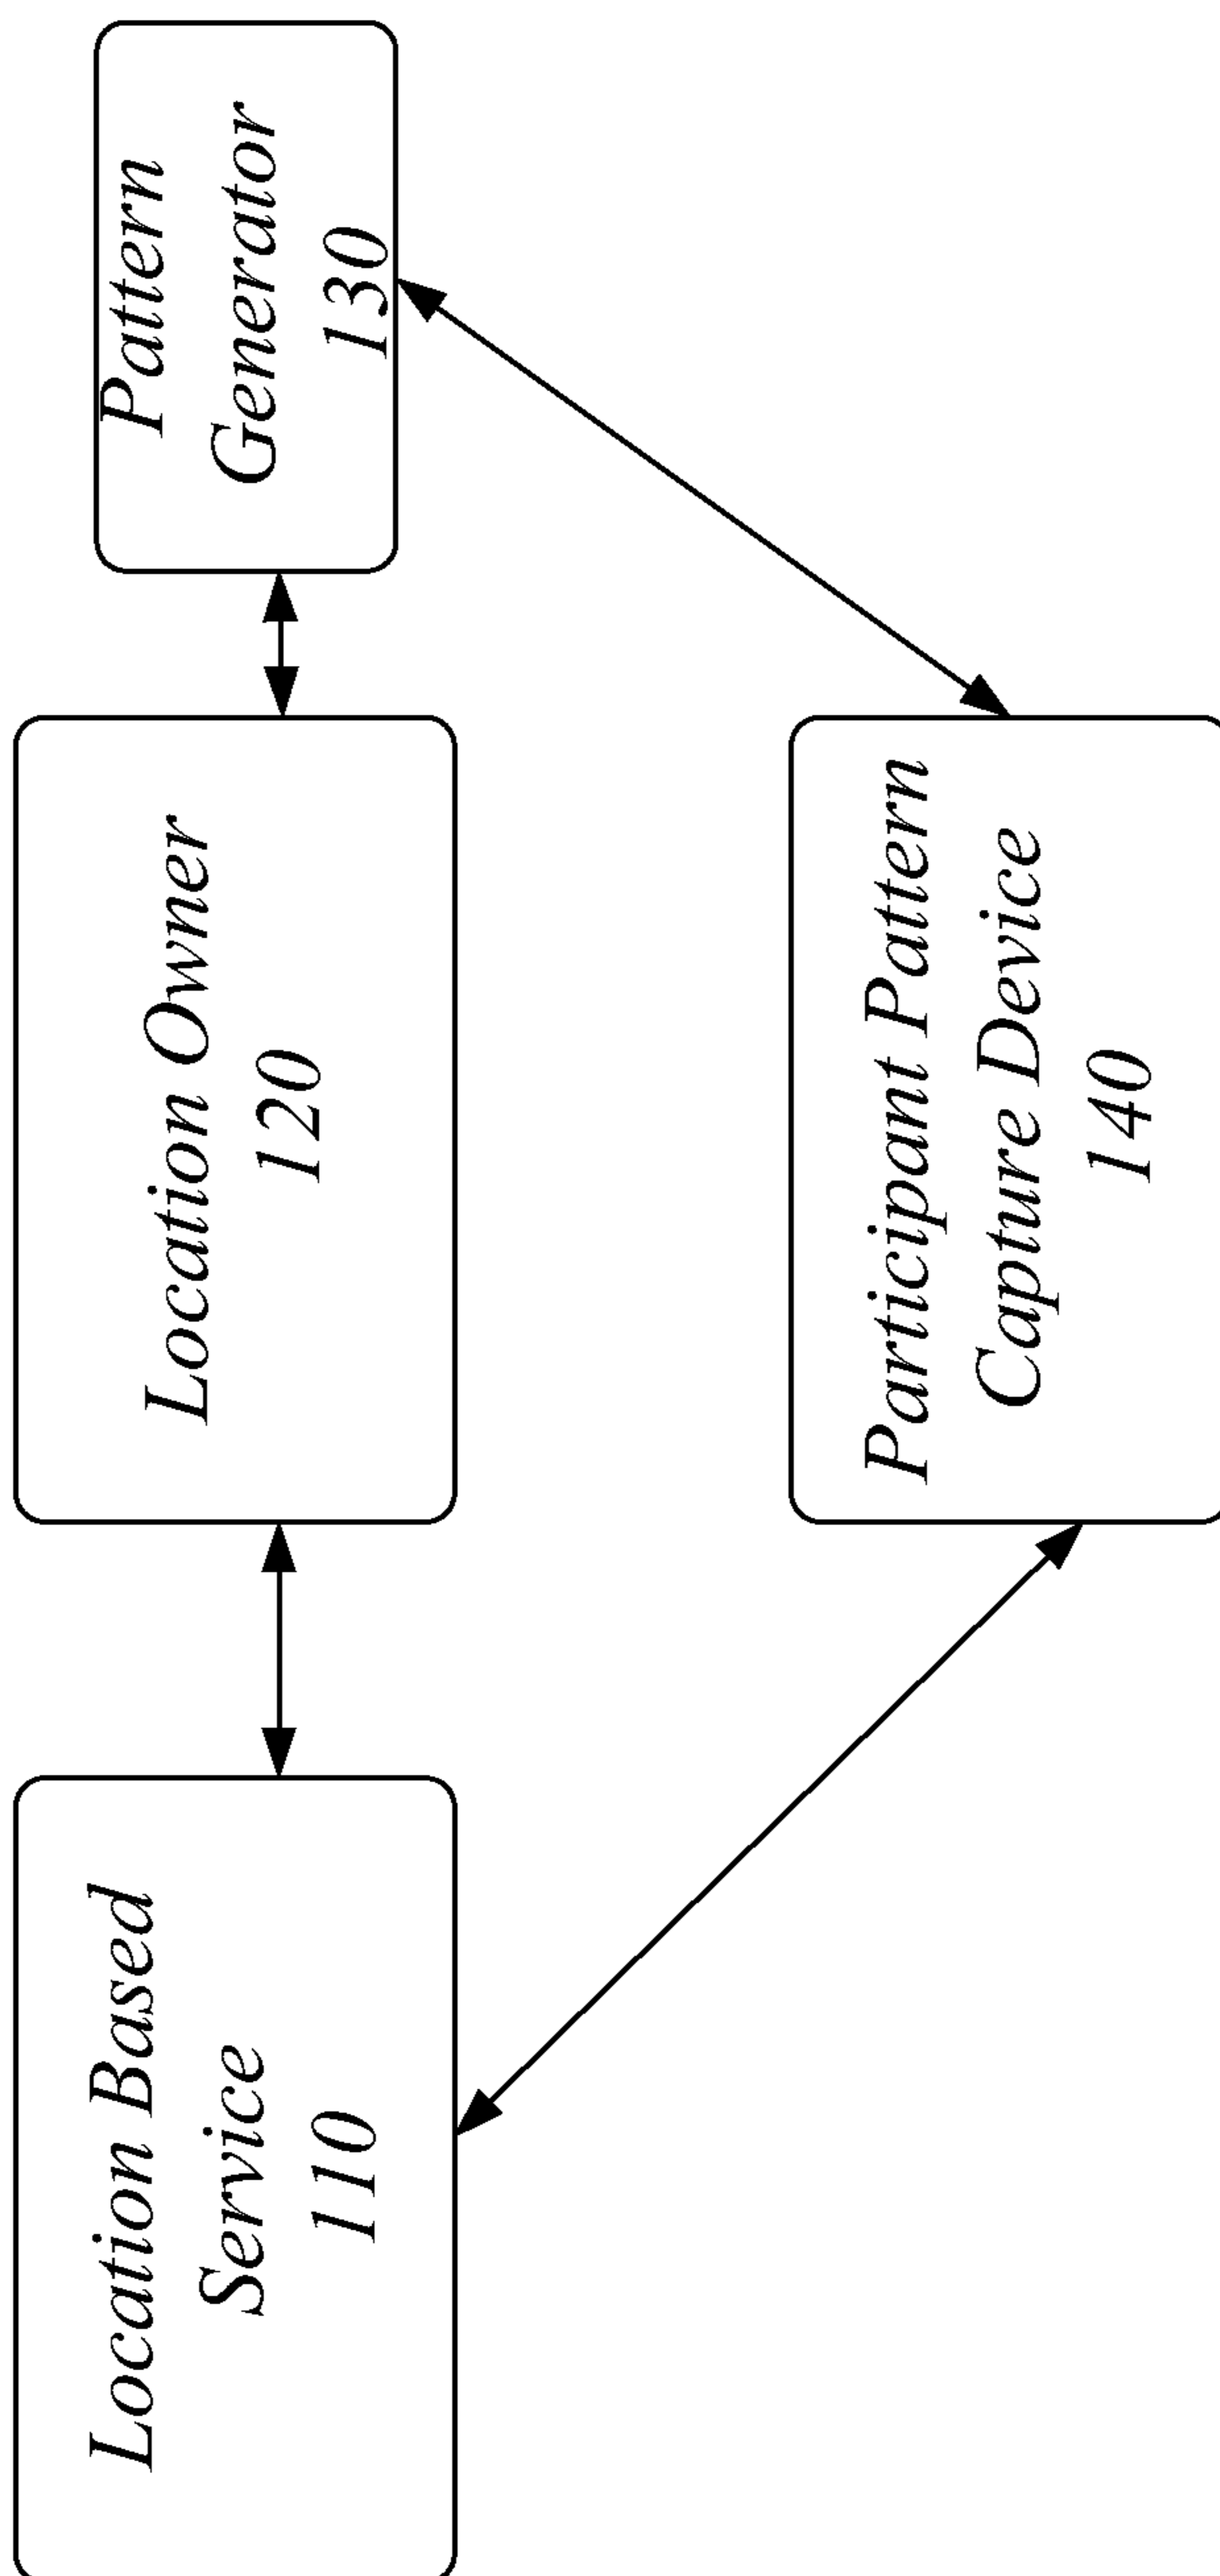 Location Based
Service
110
Location Owner
120
Pattern
Generator
130
Participant Pattern
Capture Device
140